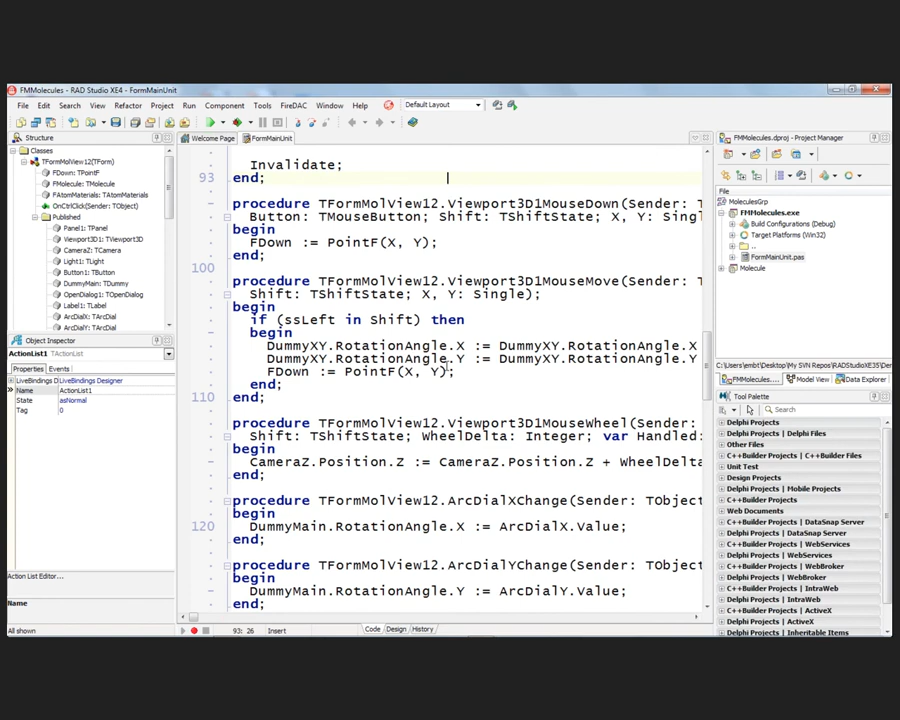 FMMolecules - RAD Studio XE4 - FormMainUnit
File Edit Search View Refactor Project Run Component Tools FireDAC Window Help Default Layout
Structure
Classes
TFormMolView12(TForm)
FDown: TPointF
FMolecule: TMolecule
FAtomMaterials: TAtomMaterials
OnCtrlClick(Sender: TObject)
Published
Panel1: TPanel
Viewport3D1: TViewport3D
CameraZ: TCamera
Light1: TLight
Button1: TButton
DummyMain: TDummy
OpenDialog1: TOpenDialog
Label1: TLabel
ArcDialX: TArcDial
ArcDialY: TArcDial
Object Inspector
ActionList1 TActionList
Properties Events
LiveBindings D LiveBindings Designer
Name ActionList1
State asNormal
Tag 0
Action List Editor...
Name
All shown
Welcome Page FormMainUnit
Invalidate;
93 end;
procedure TFormMolView12.Viewport3D1MouseDown(Sender: T
Button: TMouseButton; Shift: TShiftState; X, Y: Singl
begin
FDown := PointF(X, Y);
end;
100
procedure TFormMolView12.Viewport3D1MouseMove(Sender: T
Shift: TShiftState; X, Y: Single);
begin
if (ssLeft in Shift) then
begin
DummyXY.RotationAngle.X := DummyXY.RotationAngle.X
DummyXY.RotationAngle.Y := DummyXY.RotationAngle.Y
FDown := PointF(X, Y);
end;
110 end;
procedure TFormMolView12.Viewport3D1MouseWheel(Sender:
Shift: TShiftState; WheelDelta: Integer; var Handled:
begin
CameraZ.Position.Z := CameraZ.Position.Z + WheelDelta
end;
procedure TFormMolView12.ArcDialXChange(Sender: TObject
begin
120 DummyMain.RotationAngle.X := ArcDialX.Value;
end;
procedure TFormMolView12.ArcDialYChange(Sender: TObject
begin
DummyMain.RotationAngle.Y := ArcDialY.Value;
end;
93: 26 Insert Code Design History
FMMolecules.dproj - Project Manager
File
MoleculesGrp
FMMolecules.exe
Build Configurations (Debug)
Target Platforms (Win32)
..
FormMainUnit.pas
Molecule
C:\Users\embt\Desktop\My SVN Repos\RADStudioXE35\RA
FMMolecules.... Model View Data Explorer
Tool Palette
Search
Delphi Projects
Delphi Projects | Delphi Files
Other Files
C++Builder Projects | C++Builder Files
Unit Test
Design Projects
Delphi Projects | Mobile Projects
C++Builder Projects
Web Documents
C++Builder Projects | DataSnap Server
Delphi Projects | DataSnap Server
C++Builder Projects | WebServices
Delphi Projects | WebServices
C++Builder Projects | WebBroker
Delphi Projects | WebBroker
C++Builder Projects | IntraWeb
Delphi Projects | IntraWeb
C++Builder Projects | ActiveX
Delphi Projects | ActiveX
Delphi Projects | Inheritable Items